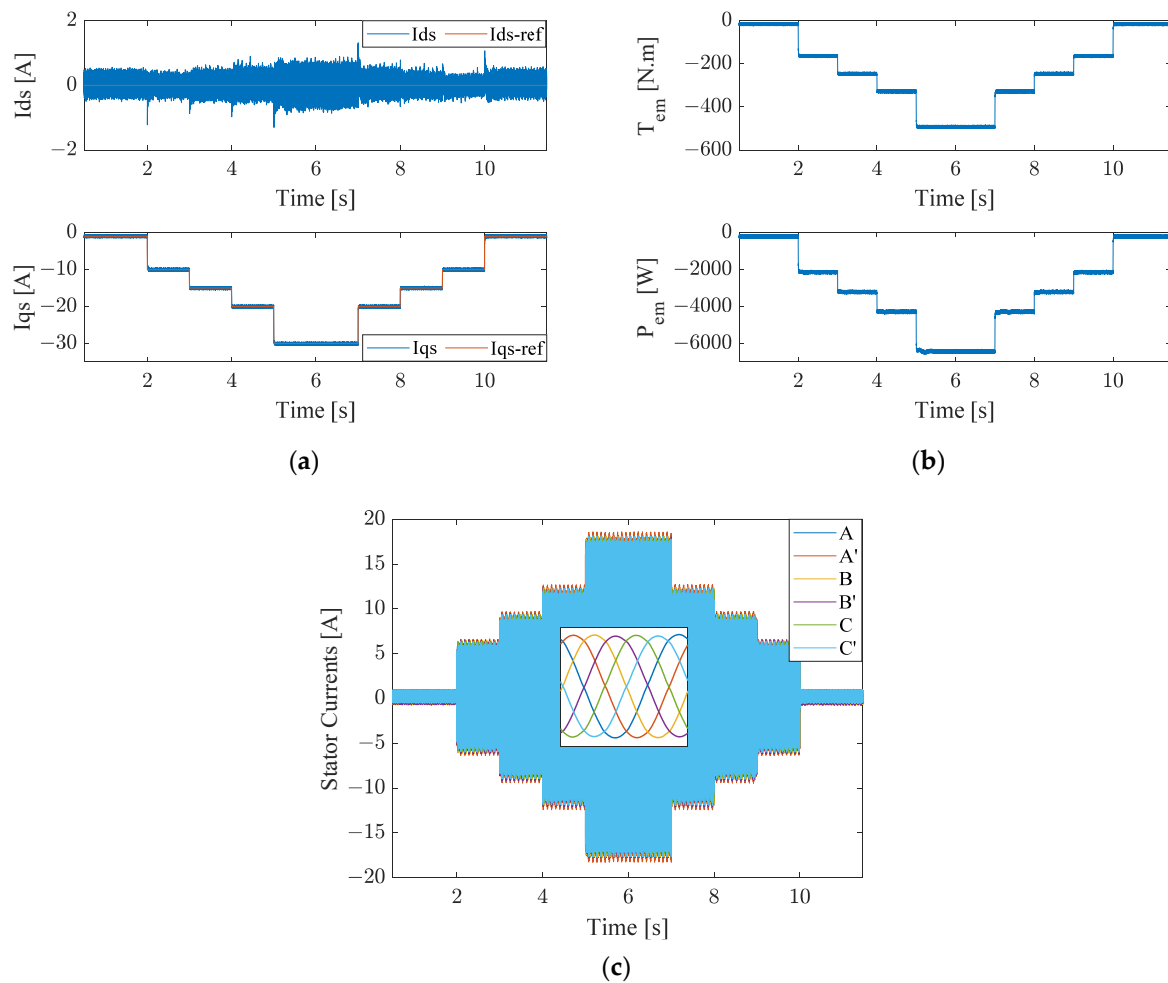 2
0
−2
Ids [A]
Ids Ids-ref
2 4 6 8 10
Time [s]
0
−10
−20
−30
Iqs [A]
Iqs Iqs-ref
2 4 6 8 10
Time [s]
(a)
0
−200
−400
−600
T_em [N.m]
2 4 6 8 10
Time [s]
0
−2000
−4000
−6000
P_em [W]
2 4 6 8 10
Time [s]
(b)
20
15
10
5
0
−5
−10
−15
−20
Stator Currents [A]
A
A'
B
B'
C
C'
2 4 6 8 10
Time [s]
(c)